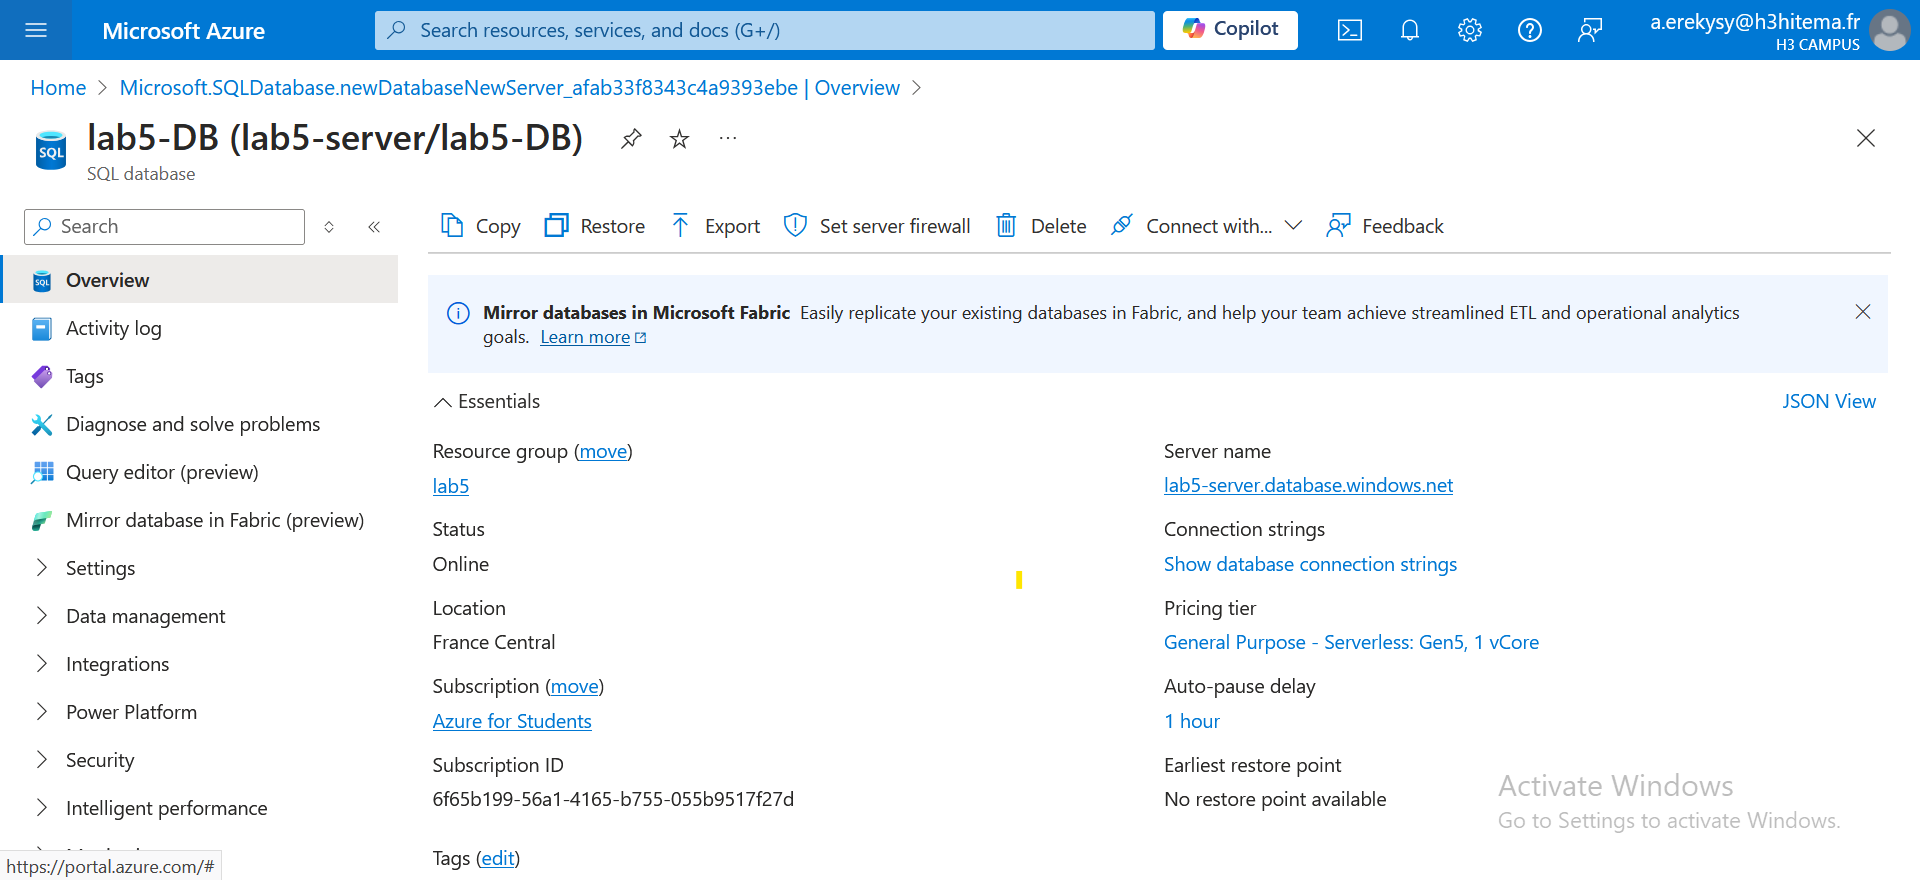 Microsoft Azure
Search resources, services, and docs (G+/)
Copilot
a.erekysy@h3hitema.fr
H3 CAMPUS
Home
Microsoft.SQLDatabase.newDatabaseNewServer_afab33f8343c4a9393ebe | Overview
lab5-DB (lab5-server/lab5-DB)
SQL
SQL database
Search
Overview
Activity log
Tags
Diagnose and solve problems
Query editor (preview)
Mirror database in Fabric (preview)
Settings
Data management
Integrations
Power Platform
Security
Intelligent performance
https://portal.azure.com/#
Copy
Restore
Export
Set server firewall
Delete
Connect with...
Feedback
Mirror databases in Microsoft Fabric Easily replicate your existing databases in Fabric, and help your team achieve streamlined ETL and operational analytics
goals. Learn more
Essentials
JSON View
Resource group (move)
lab5
Status
Online
Location
France Central
Subscription (move)
Azure for Students
Subscription ID
6f65b199-56a1-4165-b755-055b9517f27d
Tags (edit)
Server name
lab5-server.database.windows.net
Connection strings
Show database connection strings
Pricing tier
General Purpose - Serverless: Gen5, 1 vCore
Auto-pause delay
1 hour
Earliest restore point
No restore point available
Activate Windows
Go to Settings to activate Windows.